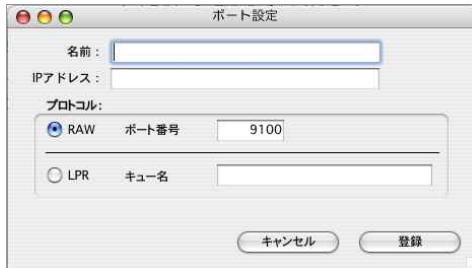 ポート設定
名前：
IPアドレス：
プロトコル：
RAW ポート番号 9100
LPR キュー名
キャンセル 登録